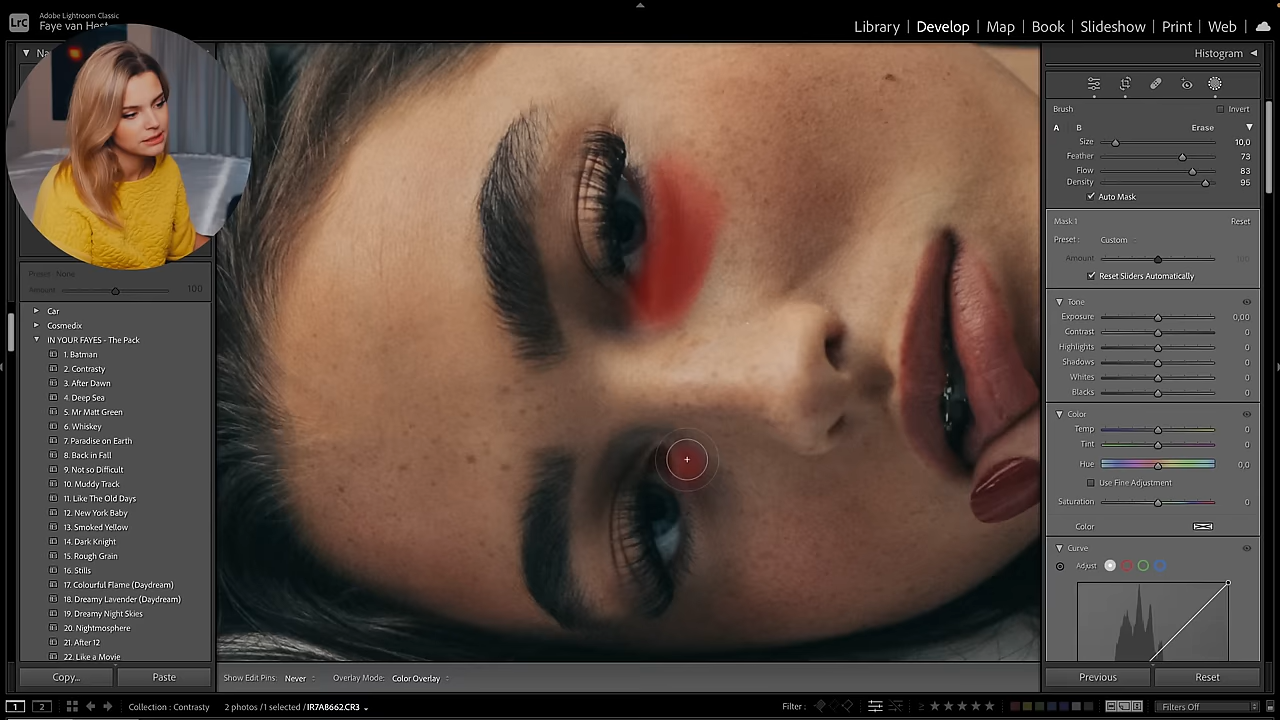 LrC
Adobe Lightroom Classic
Faye van Hest
Library | Develop | Map | Book | Slideshow | Print | Web
Na
Histogram
Brush
Invert
A B Erase
Size 10,0
Feather 73
Flow 83
Density 95
Auto Mask
Mask 1 Reset
Preset : Custom
Amount 100
Reset Sliders Automatically
Tone
Exposure 0,00
Contrast 0
Highlights 0
Shadows 0
Whites 0
Blacks 0
Color
Temp 0
Tint 0
Hue 0,0
Use Fine Adjustment
Saturation 0
Color
Curve
Adjust
Previous Reset
Preset: None
Amount 100
Car
Cosmedix
IN YOUR FAYES - The Pack
1. Batman
2. Contrasty
3. After Dawn
4. Deep Sea
5. Mr Matt Green
6. Whiskey
7. Paradise on Earth
8. Back in Fall
9. Not so Difficult
10. Muddy Track
11. Like The Old Days
12. New York Baby
13. Smoked Yellow
14. Dark Knight
15. Rough Grain
16. Stills
17. Colourful Flame (Daydream)
18. Dreamy Lavender (Daydream)
19. Dreamy Night Skies
20. Nightmosphere
21. After 12
22. Like a Movie
Copy... Paste
Show Edit Pins: Never Overlay Mode: Color Overlay
1 2 Collection : Contrasty 2 photos /1 selected /IR7AB662.CR3
Filter : Filters Off